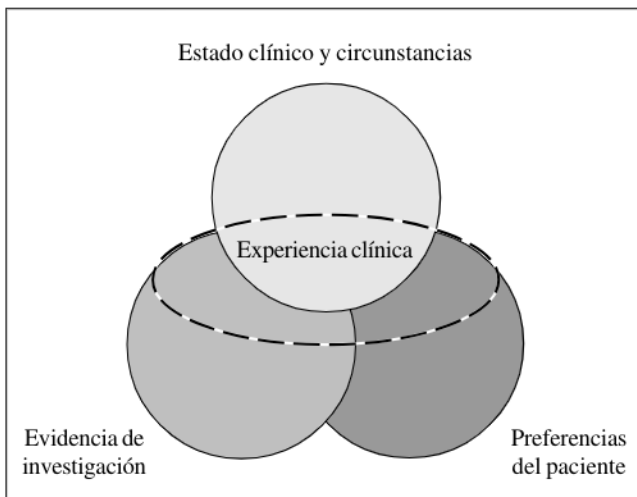 Estado clínico y circunstancias
Experiencia clínica
Evidencia de
investigación
Preferencias
del paciente